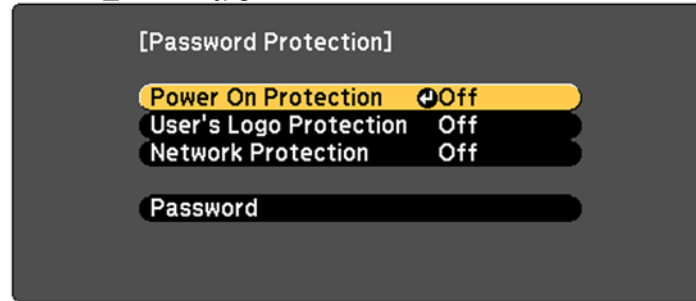 [Password Protection]
Power On Protection Off
User's Logo Protection Off
Network Protection Off
Password